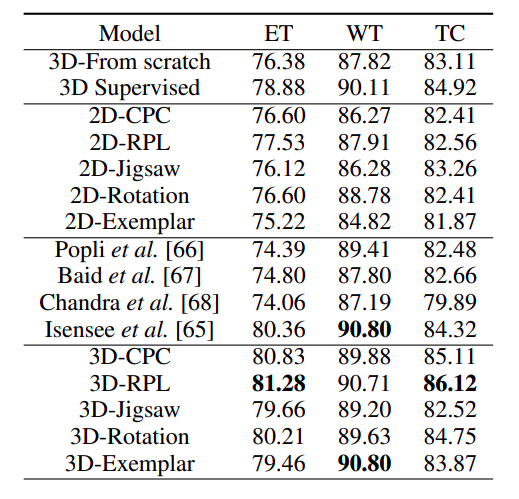 Model ET WT TC
3D-From scratch 76.38 87.82 83.11
3D Supervised 78.88 90.11 84.92
2D-CPC 76.60 86.27 82.41
2D-RPL 77.53 87.91 82.56
2D-Jigsaw 76.12 86.28 83.26
2D-Rotation 76.60 88.78 82.41
2D-Exemplar 75.22 84.82 81.87
Popli et al. [66] 74.39 89.41 82.48
Baid et al. [67] 74.80 87.80 82.66
Chandra et al. [68] 74.06 87.19 79.89
Isensee et al. [65] 80.36 90.80 84.32
3D-CPC 80.83 89.88 85.11
3D-RPL 81.28 90.71 86.12
3D-Jigsaw 79.66 89.20 82.52
3D-Rotation 80.21 89.63 84.75
3D-Exemplar 79.46 90.80 83.87